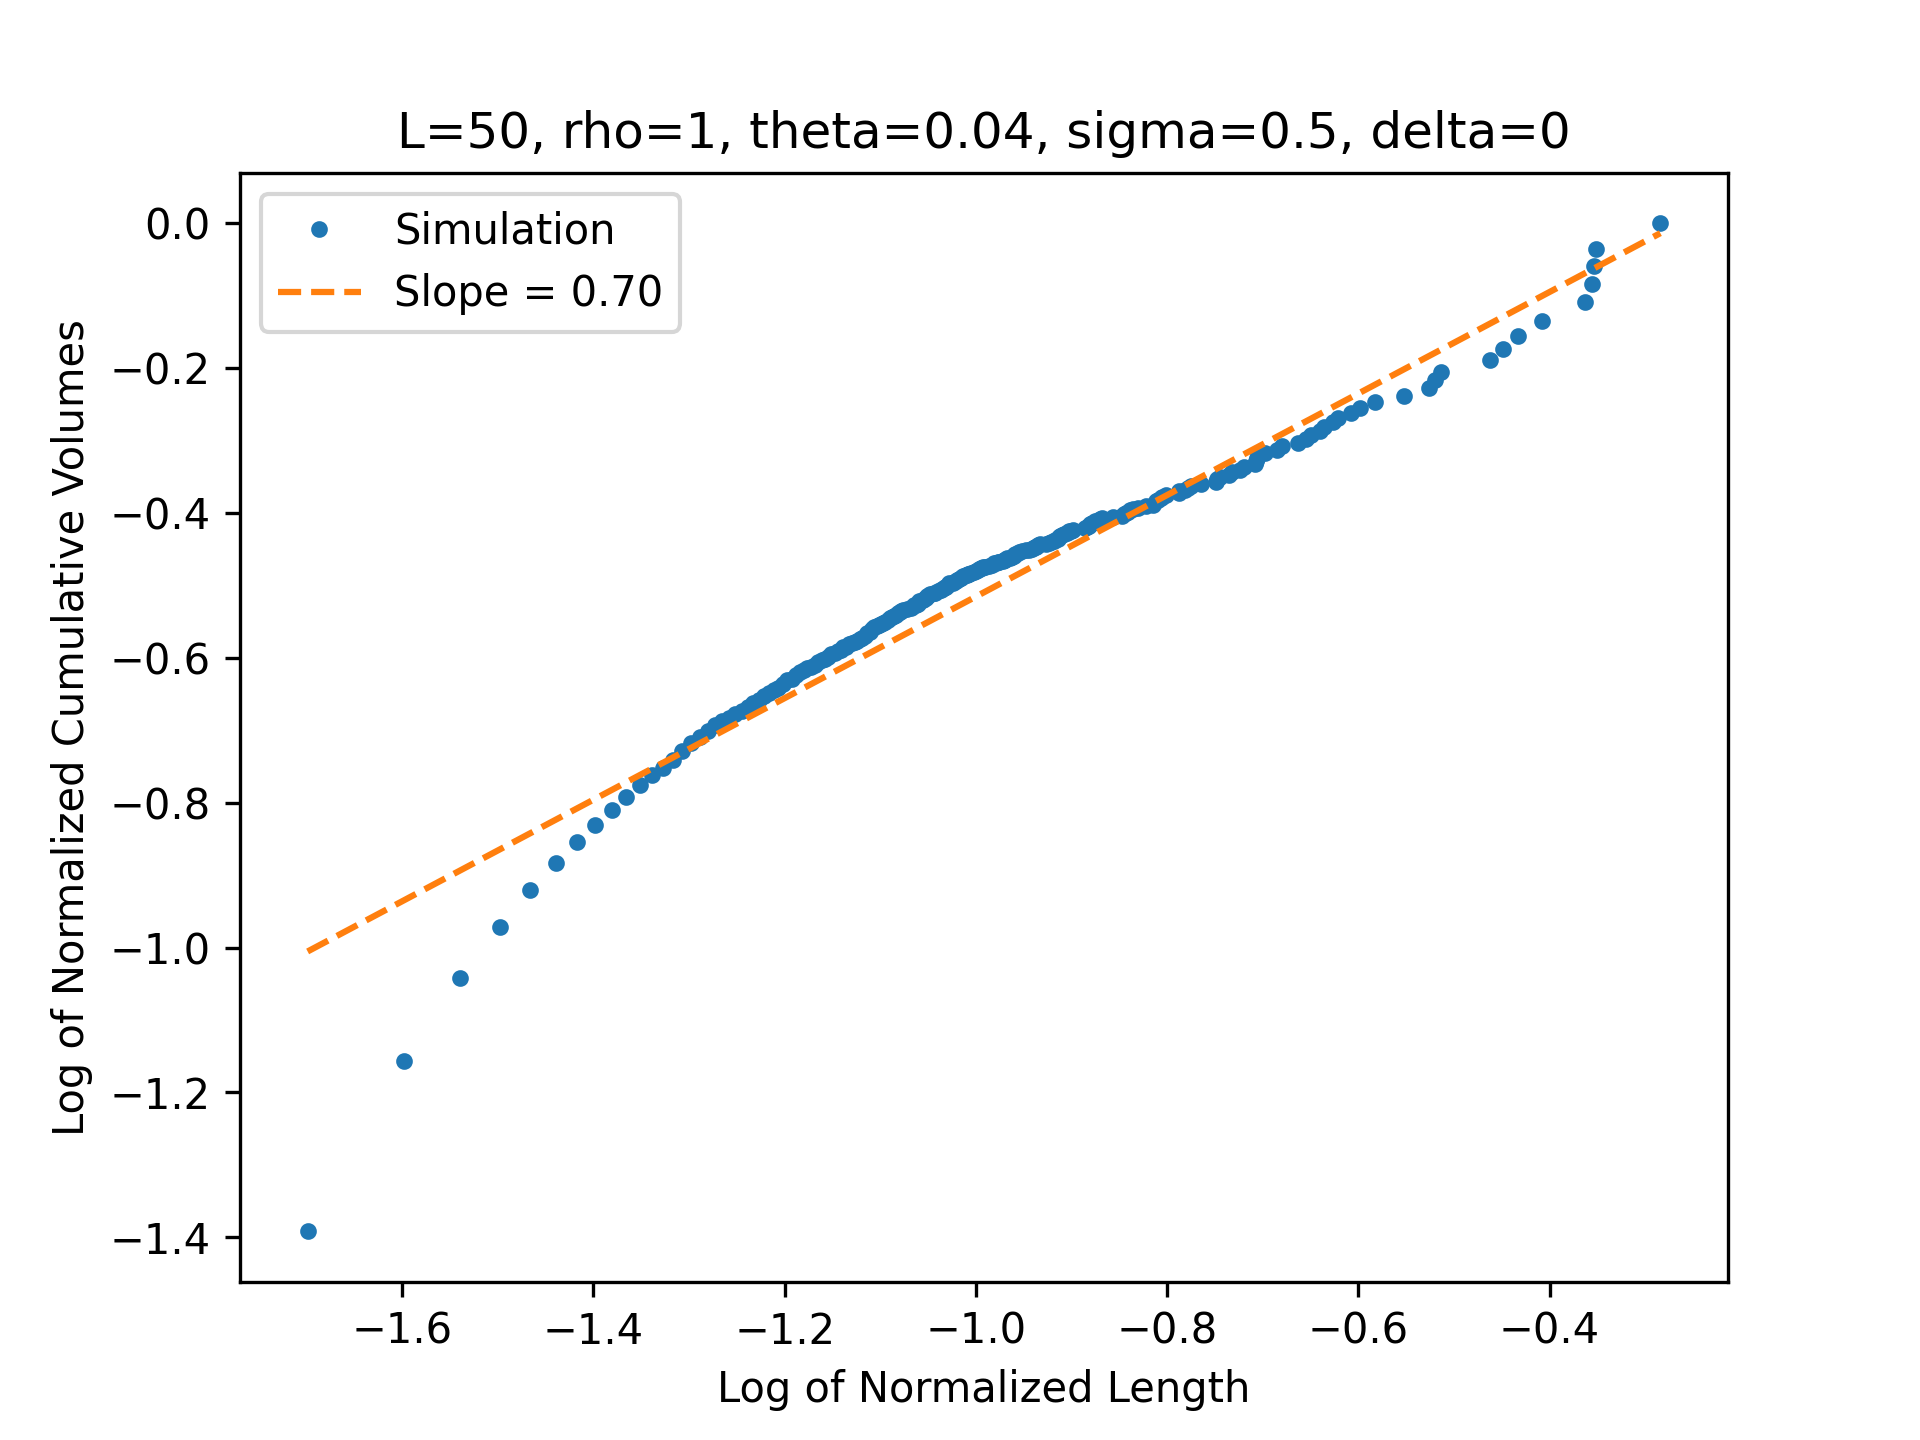 L=50, rho=1, theta=0.04, sigma=0.5, delta=0
Simulation
Slope = 0.70
Log of Normalized Cumulative Volumes
0.0
−0.2
−0.4
−0.6
−0.8
−1.0
−1.2
−1.4
−1.6 −1.4 −1.2 −1.0 −0.8 −0.6 −0.4
Log of Normalized Length